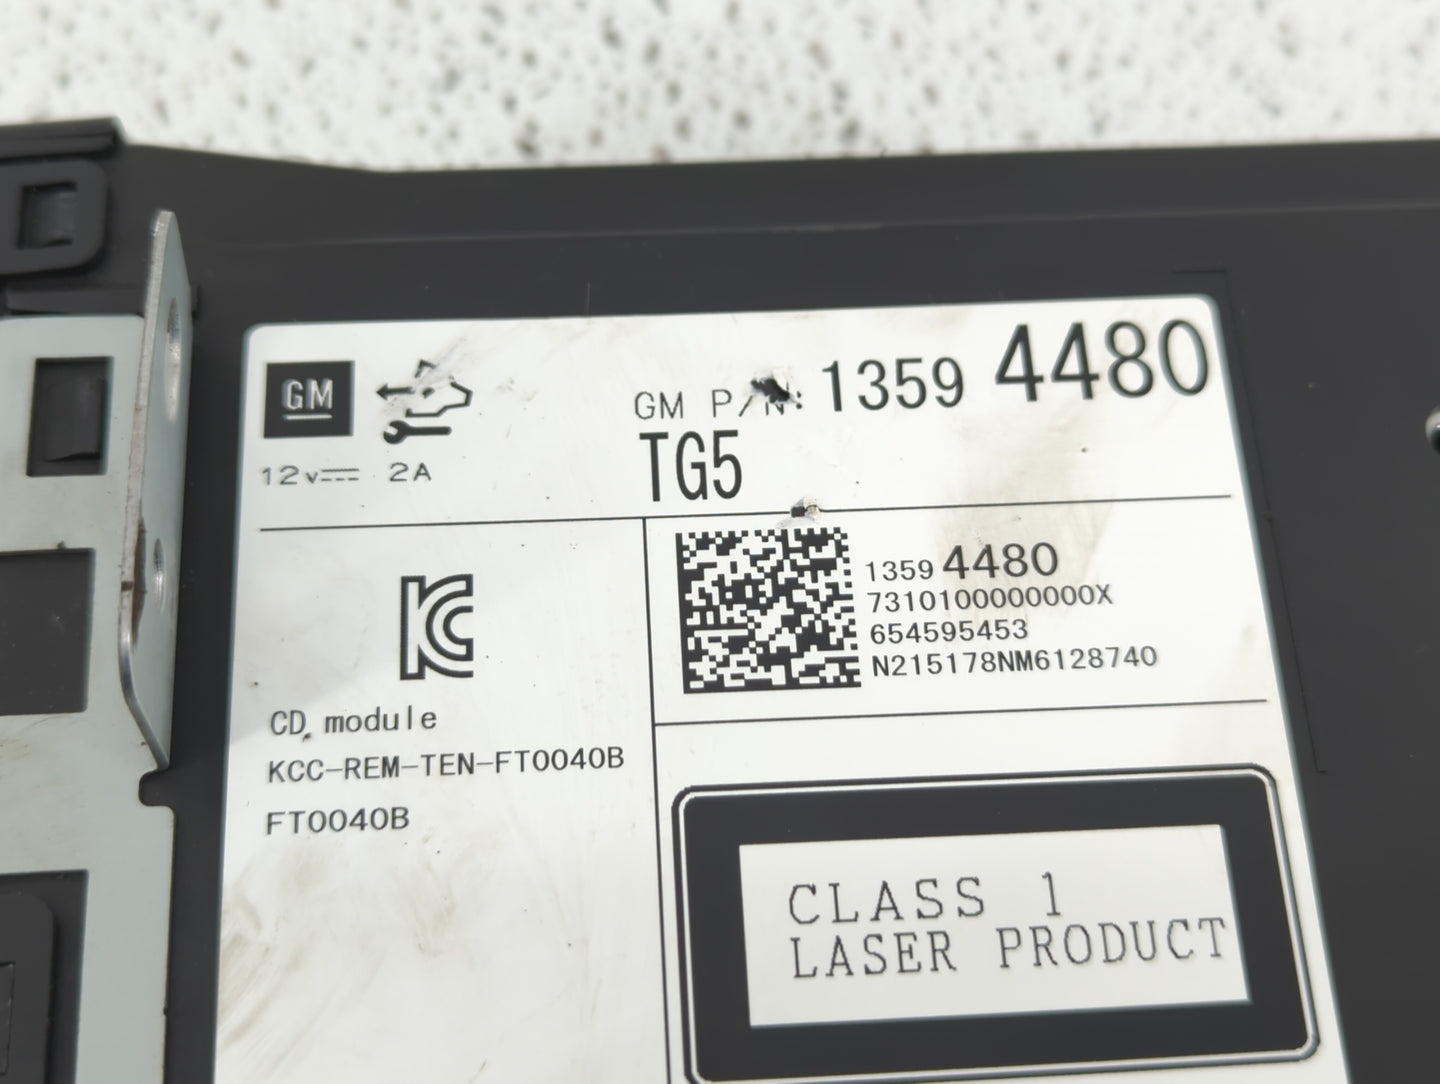 GM
GM P/N: 1359 4480
12v 2A
TG5
1359 4480
7310100000000X
654595453
N215178NM6128740
CD module
KCC-REM-TEN-FT0040B
FT0040B
CLASS 1
LASER PRODUCT